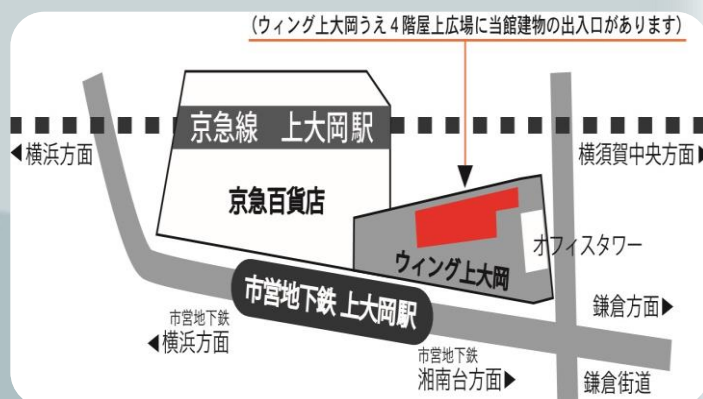 (ウィング上大岡うえ4階屋上広場に当館建物の出入口があります)
京急線 上大岡駅
◀横浜方面
横須賀中央方面▶
京急百貨店
オフィスタワー
ウィング上大岡
市営地下鉄 上大岡駅
鎌倉方面▶
市営地下鉄
◀横浜方面
市営地下鉄
湘南台方面▶
鎌倉街道